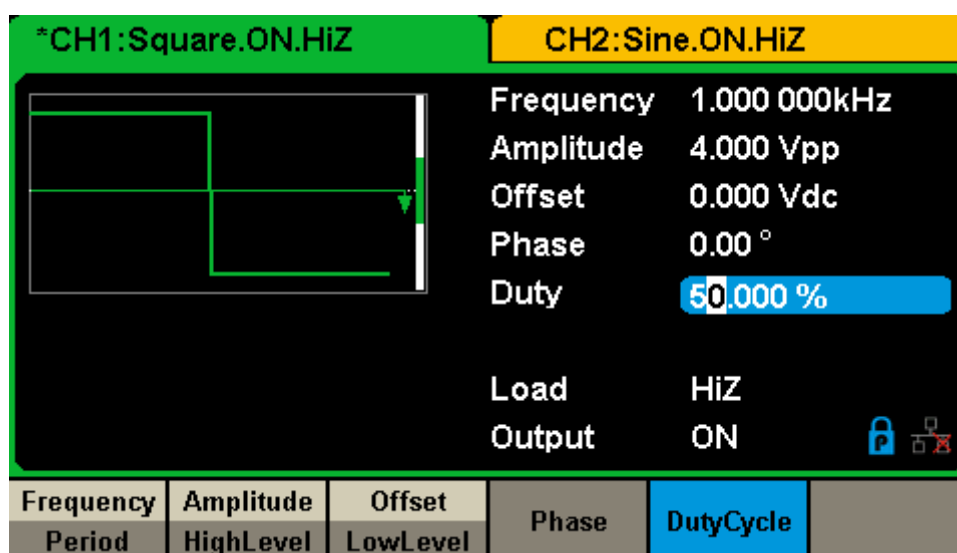 *CH1:Square.ON.HiZ CH2:Sine.ON.HiZ
Frequency 1.000 000kHz
Amplitude 4.000 Vpp
Offset 0.000 Vdc
Phase 0.00 °
Duty 50.000 %
Load HiZ
Output ON P
Frequency Amplitude Offset Phase DutyCycle
Period HighLevel LowLevel